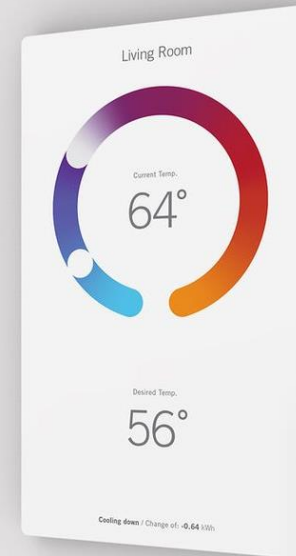 Living Room
Current Temp.
64°
Desired Temp.
56°
Cooling down / Change of: -0.64 kWh